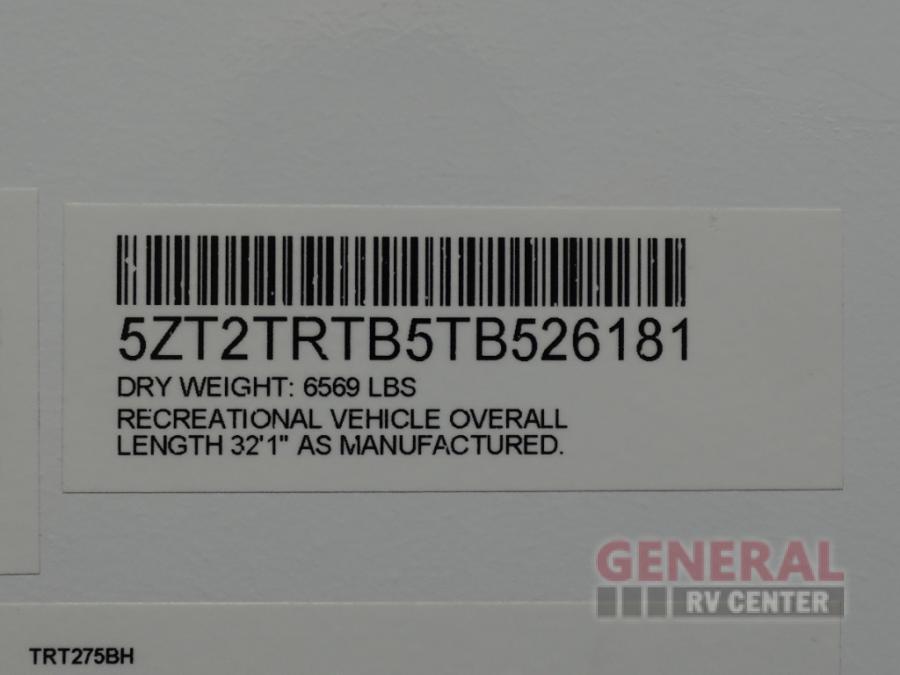 5ZT2TRTB5TB526181
DRY WEIGHT: 6569 LBS
RECREATIONAL VEHICLE OVERALL
LENGTH 32'1" AS MANUFACTURED.
GENERAL
RV CENTER
TRT275BH